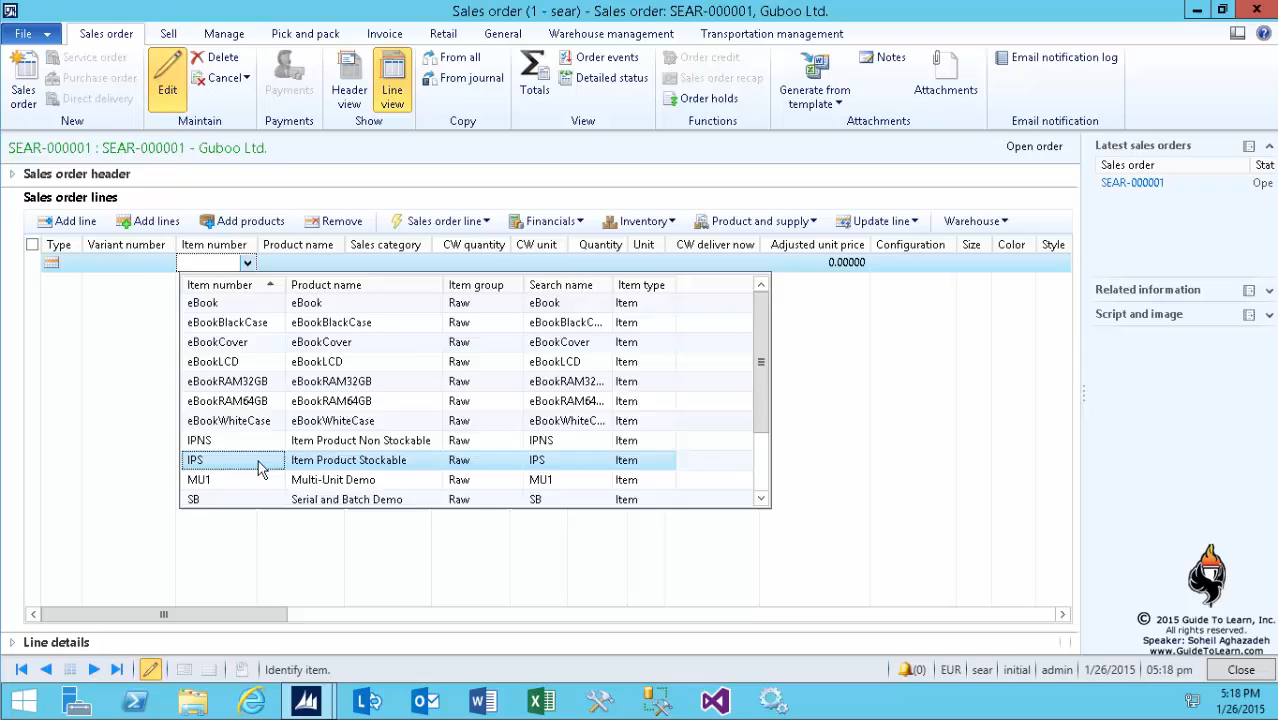 Sales order (1 - sear) - Sales order: SEAR-000001, Guboo Ltd.
File Sales order Sell Manage Pick and pack Invoice Retail General Warehouse management Transportation management
Service order Delete From all Order events Order credit Notes Email notification log
Purchase order Cancel From journal Detailed status Sales order recap
Direct delivery Order holds
Sales order Edit Payments Header view Line view Totals Generate from template Attachments
New Maintain Payments Show Copy View Functions Attachments Email notification
SEAR-000001 : SEAR-000001 - Guboo Ltd. Open order
Sales order header
Sales order lines
Add line Add lines Add products Remove Sales order line Financials Inventory Product and supply Update line Warehouse
Type Variant number Item number Product name Sales category CW quantity CW unit Quantity Unit CW deliver now Adjusted unit price Configuration Size Color Style
0.00000
Item number Product name Item group Search name Item type
eBook eBook Raw eBook Item
eBookBlackCase eBookBlackCase Raw eBookBlackC... Item
eBookCover eBookCover Raw eBookCover Item
eBookLCD eBookLCD Raw eBookLCD Item
eBookRAM32GB eBookRAM32GB Raw eBookRAM32... Item
eBookRAM64GB eBookRAM64GB Raw eBookRAM64... Item
eBookWhiteCase eBookWhiteCase Raw eBookWhiteC... Item
IPNS Item Product Non Stockable Raw IPNS Item
IPS Item Product Stockable Raw IPS Item
MU1 Multi-Unit Demo Raw MU1 Item
SB Serial and Batch Demo Raw SB Item
Latest sales orders
Sales order Stat
SEAR-000001 Ope
Related information
Script and image
© 2015 Guide To Learn, Inc.
All rights reserved.
Speaker: Soheil Aghazadeh
www.GuideToLearn.com
Line details
Identify item. (0) EUR sear initial admin 1/26/2015 05:18 pm Close
5:18 PM
1/26/2015